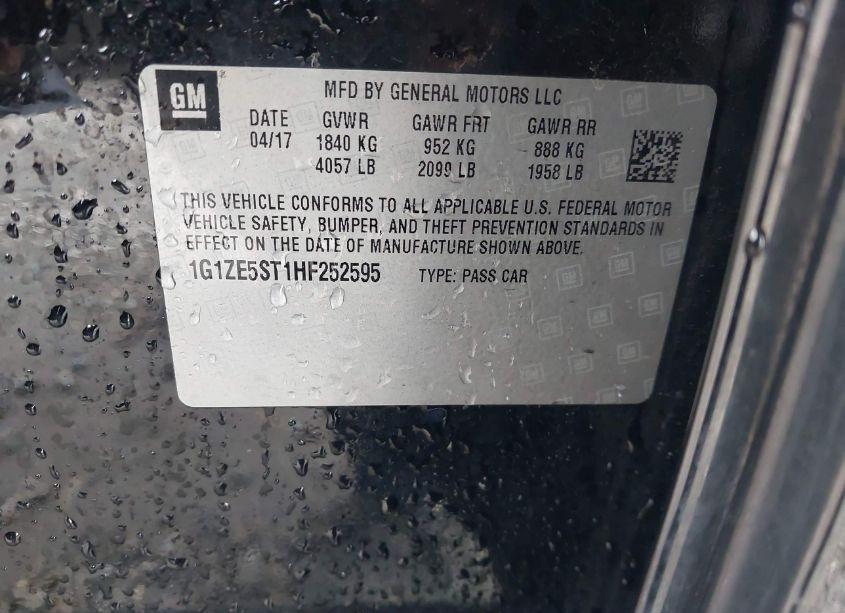 GM
MFD BY GENERAL MOTORS LLC
DATE GVWR GAWR FRT GAWR RR
04/17 1840 KG 952 KG 888 KG
4057 LB 2099 LB 1958 LB
THIS VEHICLE CONFORMS TO ALL APPLICABLE U.S. FEDERAL MOTOR
VEHICLE SAFETY, BUMPER, AND THEFT PREVENTION STANDARDS IN
EFFECT ON THE DATE OF MANUFACTURE SHOWN ABOVE.
1G1ZE5ST1HF252595 TYPE: PASS CAR